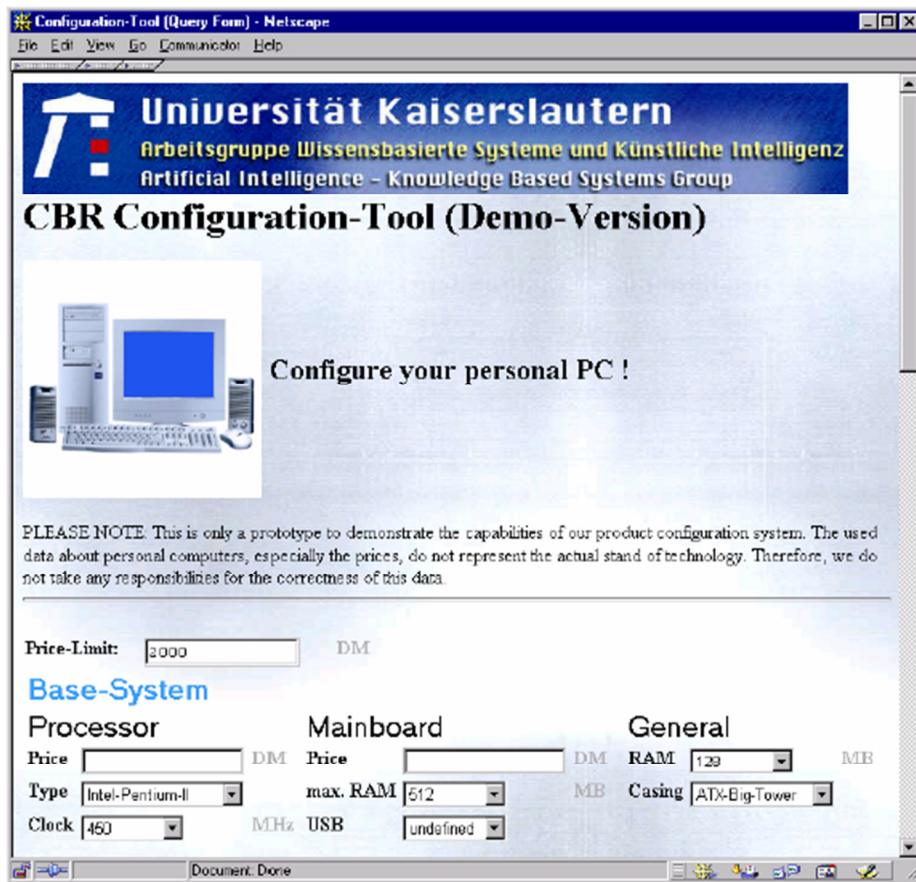 Configuration-Tool (Query Form) - Netscape
File Edit View Go Communicator Help
Universität Kaiserslautern
Arbeitsgruppe Wissensbasierte Systeme und Künstliche Intelligenz
Artificial Intelligence - Knowledge Based Systems Group
CBR Configuration-Tool (Demo-Version)
Configure your personal PC !
PLEASE NOTE: This is only a prototype to demonstrate the capabilities of our product configuration system. The used
data about personal computers, especially the prices, do not represent the actual stand of technology. Therefore, we do
not take any responsibilities for the correctness of this data.
Price-Limit: 2000 DM
Base-System
Processor Mainboard General
Price DM Price DM RAM 128 MB
Type Intel-Pentium-II max. RAM 512 MB Casing ATX-Big-Tower
Clock 450 MHz USB undefined
Document: Done